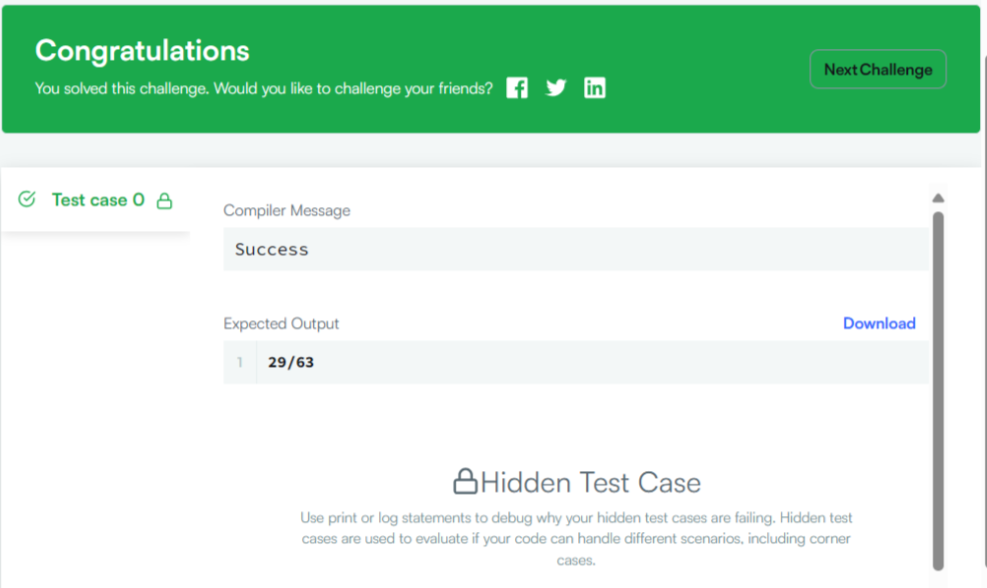 Congratulations
You solved this challenge. Would you like to challenge your friends?
Next Challenge
Test case 0
Compiler Message
Success
Expected Output
Download
1
29/63
Hidden Test Case
Use print or log statements to debug why your hidden test cases are failing. Hidden test
cases are used to evaluate if your code can handle different scenarios, including corner
cases.